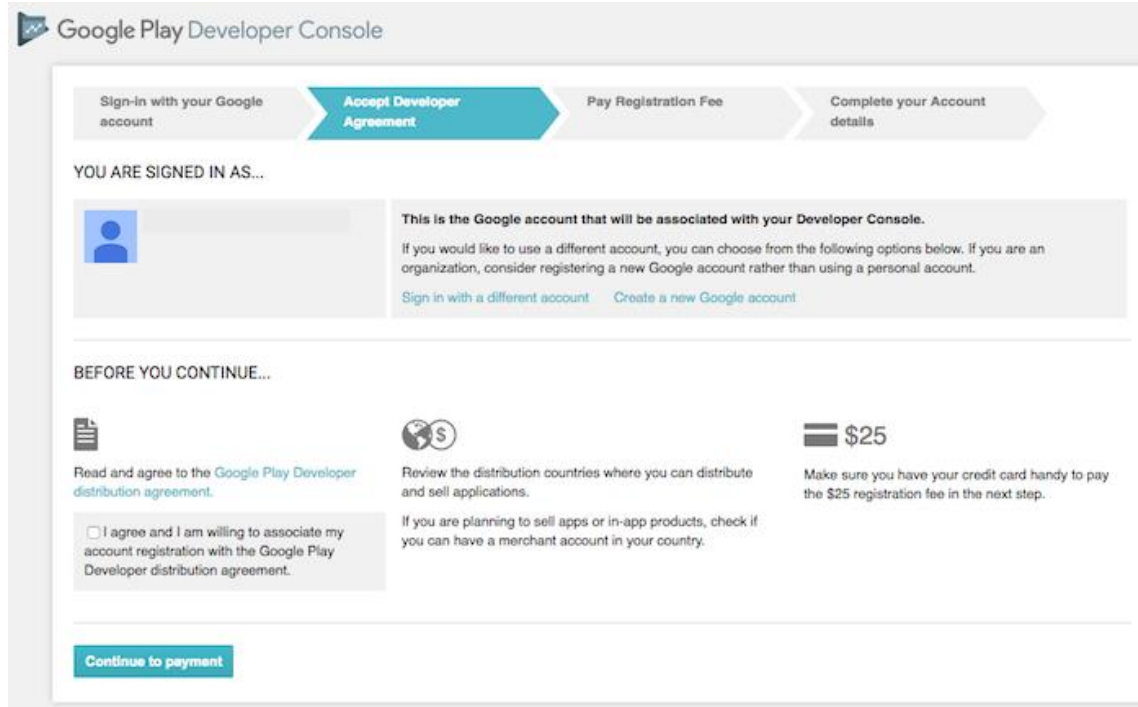 Google Play Developer Console
Sign-in with your Google
account
Accept Developer
Agreement
Pay Registration Fee
Complete your Account
details
YOU ARE SIGNED IN AS...
This is the Google account that will be associated with your Developer Console.
If you would like to use a different account, you can choose from the following options below. If you are an
organization, consider registering a new Google account rather than using a personal account.
Sign in with a different account Create a new Google account
BEFORE YOU CONTINUE...
Read and agree to the Google Play Developer
distribution agreement.
I agree and I am willing to associate my
account registration with the Google Play
Developer distribution agreement.
$
Review the distribution countries where you can distribute
and sell applications.
If you are planning to sell apps or in-app products, check if
you can have a merchant account in your country.
$25
Make sure you have your credit card handy to pay
the $25 registration fee in the next step.
Continue to payment